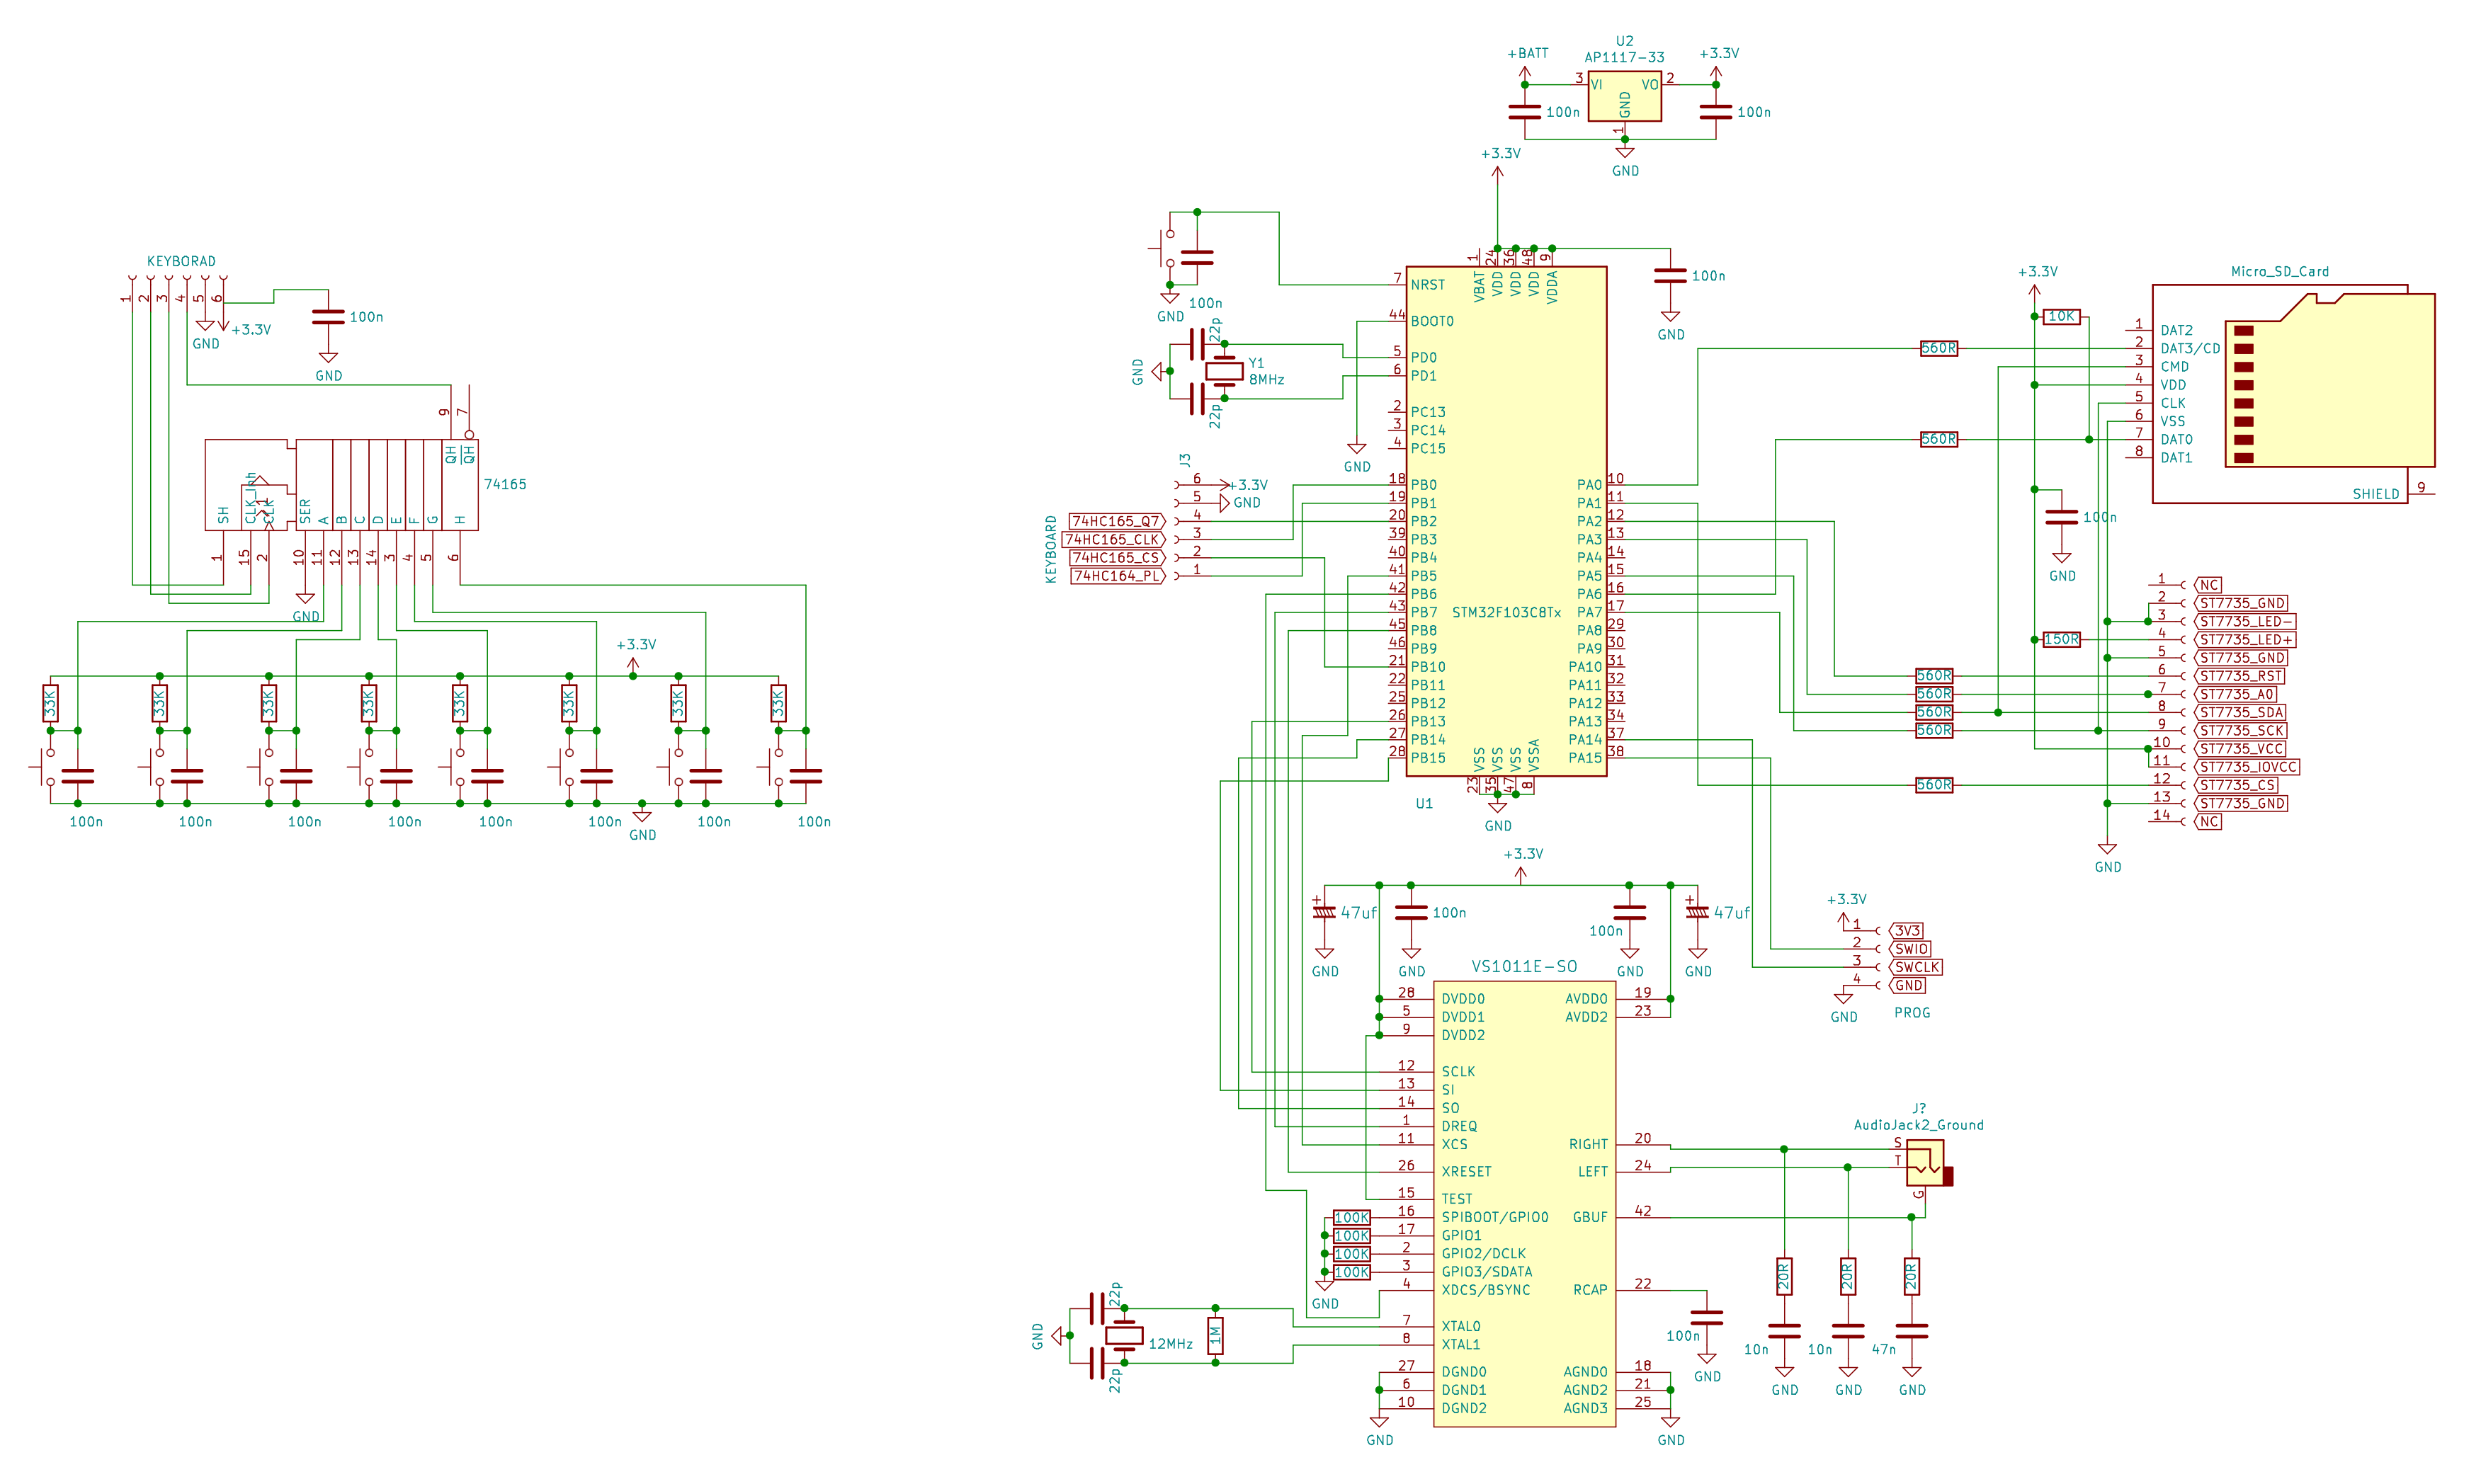 U2
AP1117-33
+BATT
+3.3V
3 VI VO 2
GND
1
100n
100n
GND
+3.3V
KEYBORAD
1 2 3 4 5 6
GND
+3.3V
100n
GND
9 7
QH QH
74165
SH CLK_Inh CLK SER A B C D E F G H
1 15 2 10 11 12 13 14 3 4 5 6
GND
+3.3V
33K 33K 33K 33K 33K 33K 33K 33K
100n 100n 100n 100n 100n 100n 100n 100n
GND
GND
100n
22p
GND
Y1
8MHz
22p
GND
J3
KEYBOARD
6 +3.3V
5 GND
74HC165_Q7 4
74HC165_CLK 3
74HC165_CS 2
74HC164_PL 1
1 VBAT
24 VDD
36 VDD
48 VDD
9 VDDA
100n
GND
7 NRST
44 BOOT0
5 PD0
6 PD1
2 PC13
3 PC14
4 PC15
18 PB0
19 PB1
20 PB2
39 PB3
40 PB4
41 PB5
42 PB6
43 PB7
45 PB8
46 PB9
21 PB10
22 PB11
25 PB12
26 PB13
27 PB14
28 PB15
STM32F103C8Tx
PA0 10
PA1 11
PA2 12
PA3 13
PA4 14
PA5 15
PA6 16
PA7 17
PA8 29
PA9 30
PA10 31
PA11 32
PA12 33
PA13 34
PA14 37
PA15 38
VSS 23
VSS 35
VSS 47
VSSA 8
U1
GND
+3.3V
10K
560R
560R
100n
GND
150R
560R
560R
560R
560R
560R
GND
Micro_SD_Card
1 DAT2
2 DAT3/CD
3 CMD
4 VDD
5 CLK
6 VSS
7 DAT0
8 DAT1
SHIELD 9
1 NC
2 ST7735_GND
3 ST7735_LED-
4 ST7735_LED+
5 ST7735_GND
6 ST7735_RST
7 ST7735_A0
8 ST7735_SDA
9 ST7735_SCK
10 ST7735_VCC
11 ST7735_IOVCC
12 ST7735_CS
13 ST7735_GND
14 NC
+3.3V
1 3V3
2 SWIO
3 SWCLK
4 GND
GND
PROG
+3.3V
+ 47uf
100n
100n
+ 47uf
GND GND GND GND
VS1011E-SO
28 DVDD0
5 DVDD1
9 DVDD2
12 SCLK
13 SI
14 SO
1 DREQ
11 XCS
26 XRESET
15 TEST
16 SPIBOOT/GPIO0
17 GPIO1
2 GPIO2/DCLK
3 GPIO3/SDATA
4 XDCS/BSYNC
7 XTAL0
8 XTAL1
27 DGND0
6 DGND1
10 DGND2
AVDD0 19
AVDD2 23
RIGHT 20
LEFT 24
GBUF 42
RCAP 22
AGND0 18
AGND2 21
AGND3 25
100K
100K
100K
100K
GND
22p
GND
12MHz
1M
22p
GND
GND
100n
GND
J?
AudioJack2_Ground
S
T
G
20R 20R 20R
10n 10n 47n
GND GND GND